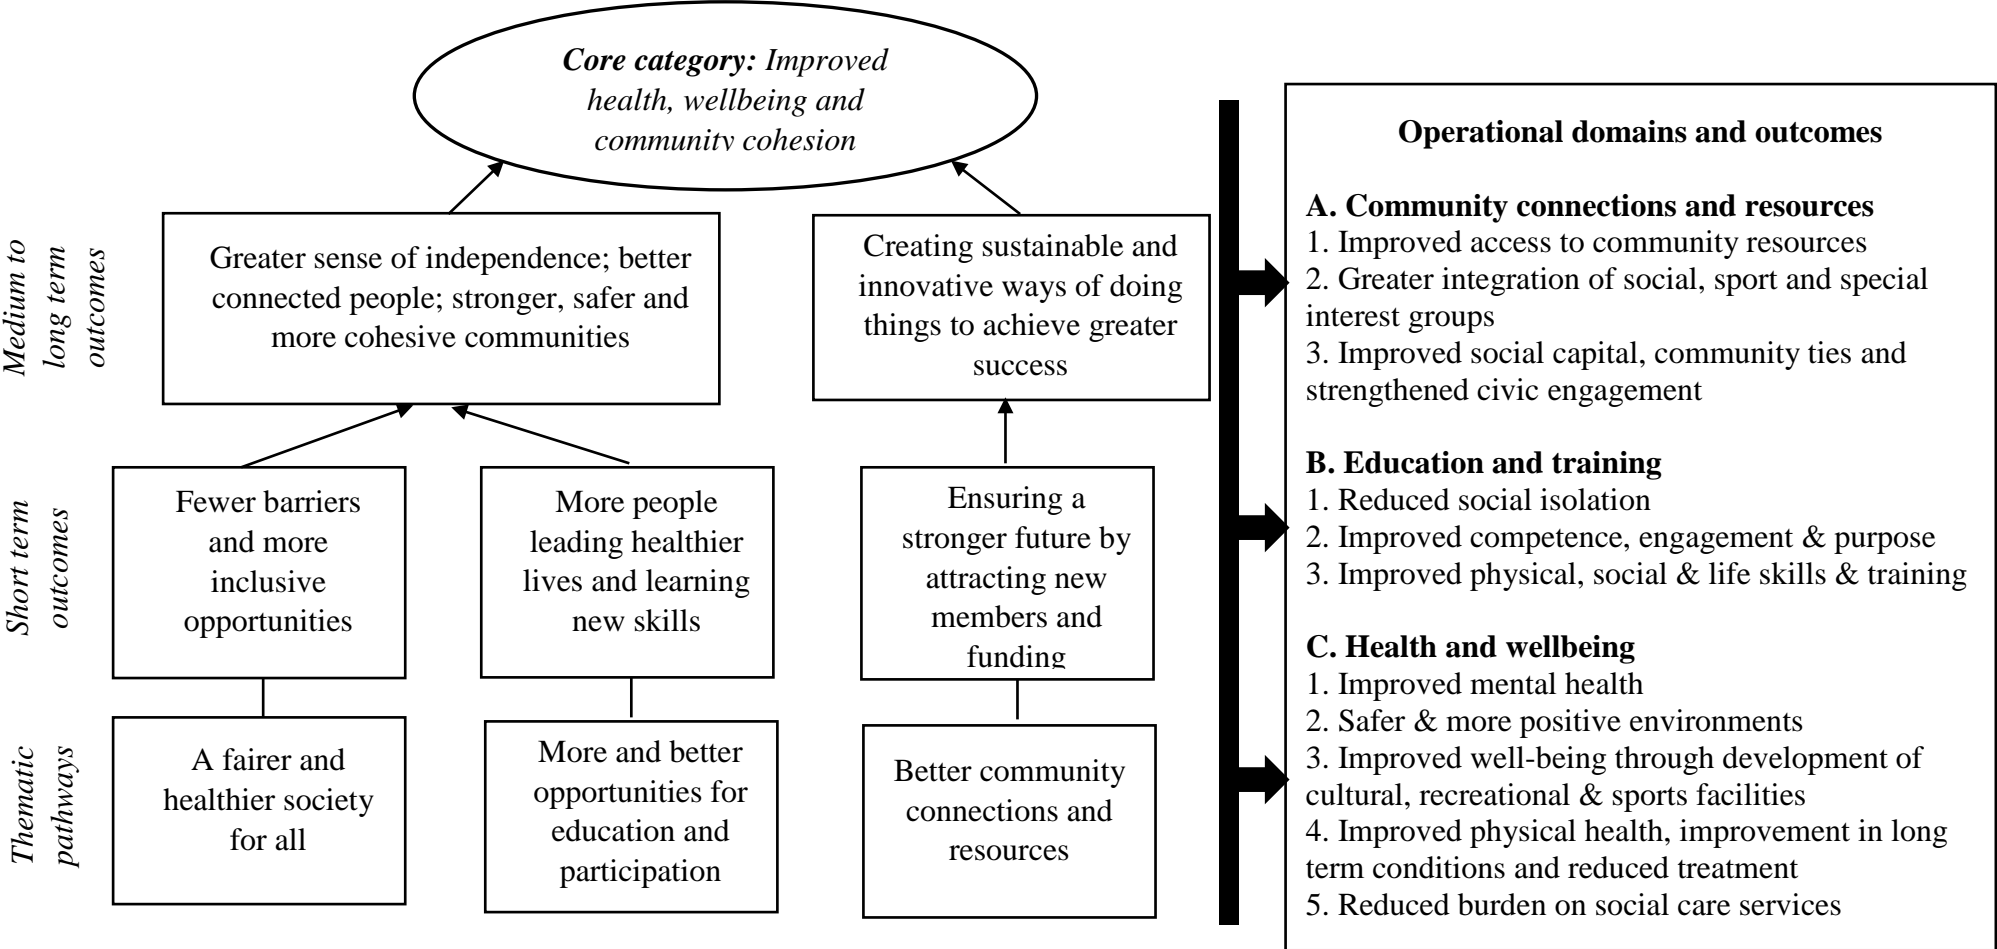 Core category: Improved
health, wellbeing and
community cohesion
Medium to
long term
outcomes
Greater sense of independence; better
connected people; stronger, safer and
more cohesive communities
Creating sustainable and
innovative ways of doing
things to achieve greater
success
Short term
outcomes
Fewer barriers
and more
inclusive
opportunities
More people
leading healthier
lives and learning
new skills
Ensuring a
stronger future by
attracting new
members and
funding
Thematic
pathways
A fairer and
healthier society
for all
More and better
opportunities for
education and
participation
Better community
connections and
resources
Operational domains and outcomes
A. Community connections and resources
1. Improved access to community resources
2. Greater integration of social, sport and special
interest groups
3. Improved social capital, community ties and
strengthened civic engagement
B. Education and training
1. Reduced social isolation
2. Improved competence, engagement & purpose
3. Improved physical, social & life skills & training
C. Health and wellbeing
1. Improved mental health
2. Safer & more positive environments
3. Improved well-being through development of
cultural, recreational & sports facilities
4. Improved physical health, improvement in long
term conditions and reduced treatment
5. Reduced burden on social care services